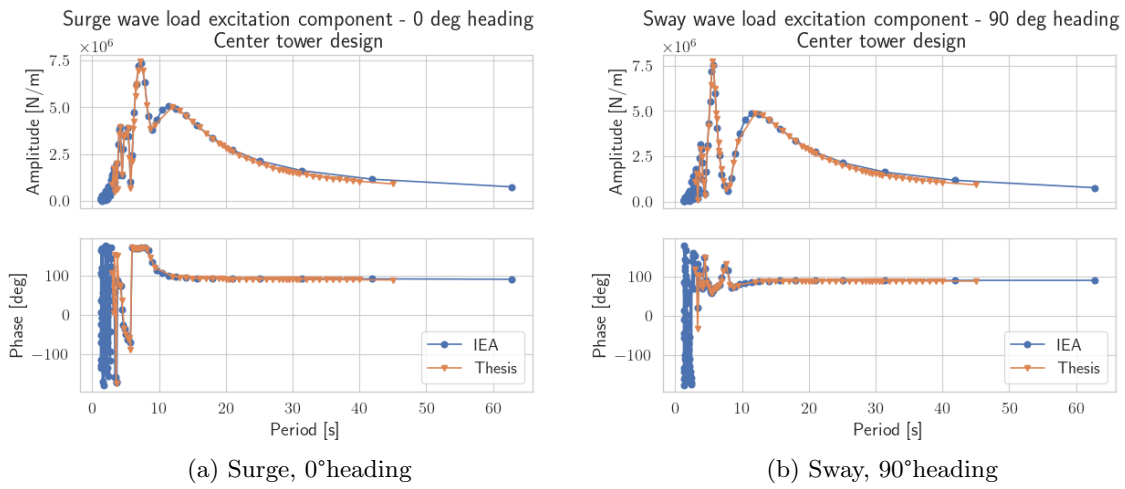 Surge wave load excitation component - 0 deg heading
Center tower design
×10⁶
7.5
5.0
2.5
0.0
Amplitude [N/m]
100
0
−100
Phase [deg]
IEA
Thesis
0 10 20 30 40 50 60
Period [s]
(a) Surge, 0°heading
Sway wave load excitation component - 90 deg heading
Center tower design
×10⁶
7.5
5.0
2.5
0.0
Amplitude [N/m]
100
0
−100
Phase [deg]
IEA
Thesis
0 10 20 30 40 50 60
Period [s]
(b) Sway, 90°heading